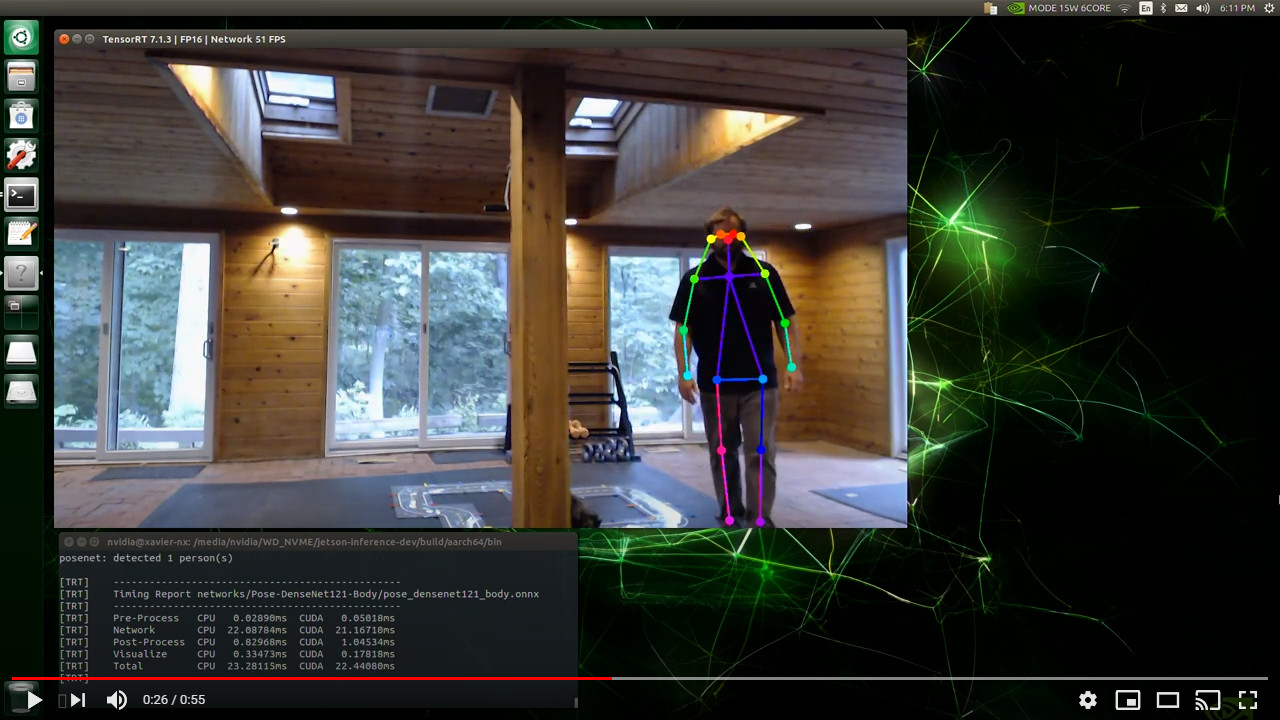 MODE 15W 6CORE
En
6:11 PM
TensorRT 7.1.3 | FP16 | Network 51 FPS
nvidia@xavier-nx: /media/nvidia/WD_NVME/jetson-inference-dev/build/aarch64/bin
posenet: detected 1 person(s)
[TRT] ------------------------------------------------
[TRT] Timing Report networks/Pose-DenseNet121-Body/pose_densenet121_body.onnx
[TRT] ------------------------------------------------
[TRT] Pre-Process CPU 0.02890ms CUDA 0.05018ms
[TRT] Network CPU 22.08784ms CUDA 21.16710ms
[TRT] Post-Process CPU 0.82968ms CUDA 1.04534ms
[TRT] Visualize CPU 0.33473ms CUDA 0.17818ms
[TRT] Total CPU 23.28115ms CUDA 22.44080ms
[TRT]
0:26 / 0:55